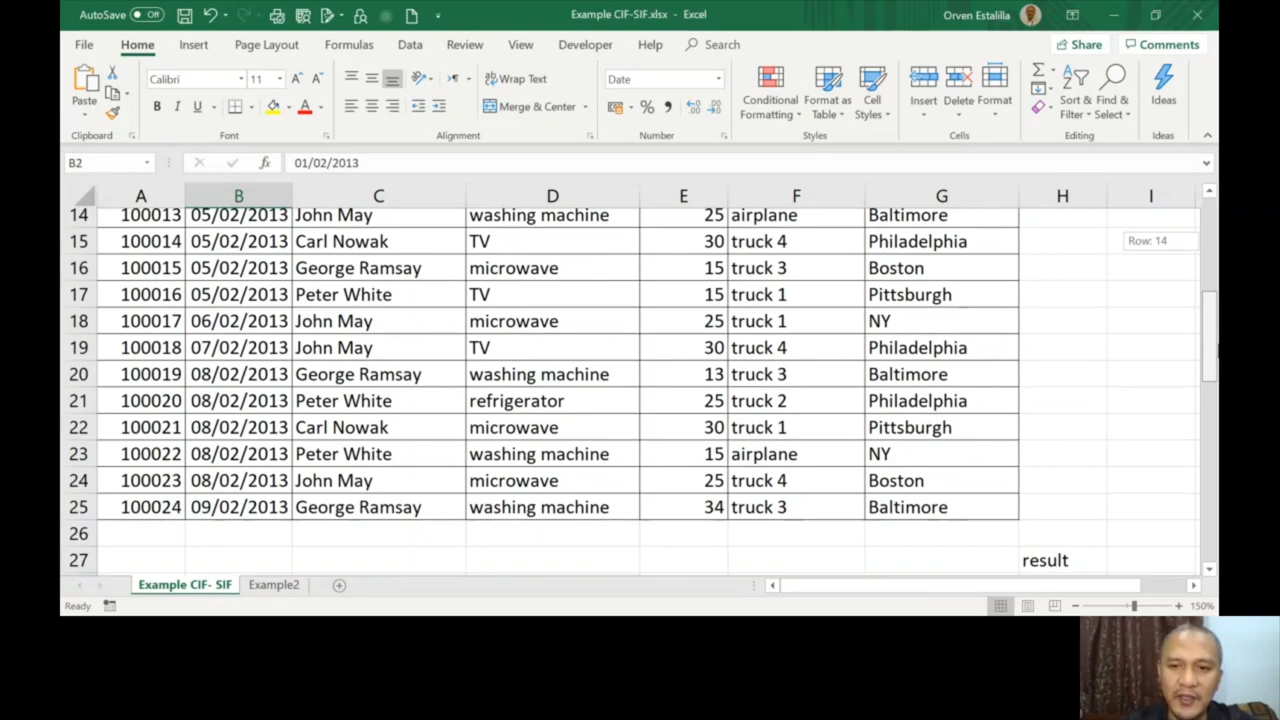 AutoSave Off Example CIF-SIF.xlsx - Excel Orven Estalilla
File Home Insert Page Layout Formulas Data Review View Developer Help Search Share Comments
Calibri 11 Wrap Text Date
Paste B I U Merge & Center % Conditional Formatting Format as Table Cell Styles Insert Delete Format Sort & Filter Find & Select Ideas
Clipboard Font Alignment Number Styles Cells Editing Ideas
B2 fx 01/02/2013
A B C D E F G H I
14 100013 05/02/2013 John May washing machine 25 airplane Baltimore
15 100014 05/02/2013 Carl Nowak TV 30 truck 4 Philadelphia Row: 14
16 100015 05/02/2013 George Ramsay microwave 15 truck 3 Boston
17 100016 05/02/2013 Peter White TV 15 truck 1 Pittsburgh
18 100017 06/02/2013 John May microwave 25 truck 1 NY
19 100018 07/02/2013 John May TV 30 truck 4 Philadelphia
20 100019 08/02/2013 George Ramsay washing machine 13 truck 3 Baltimore
21 100020 08/02/2013 Peter White refrigerator 25 truck 2 Philadelphia
22 100021 08/02/2013 Carl Nowak microwave 30 truck 1 Pittsburgh
23 100022 08/02/2013 Peter White washing machine 15 airplane NY
24 100023 08/02/2013 John May microwave 25 truck 4 Boston
25 100024 09/02/2013 George Ramsay washing machine 34 truck 3 Baltimore
26
27 result
Example CIF- SIF Example2
Ready 150%